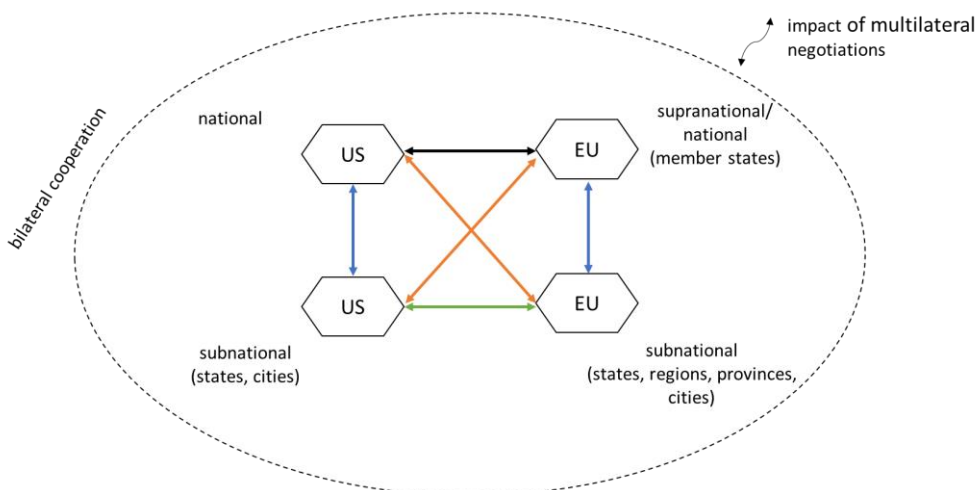 impact of multilateral
negotiations
bilateral cooperation
national
supranational/
national
(member states)
US
EU
US
EU
subnational
(states, cities)
subnational
(states, regions, provinces,
cities)